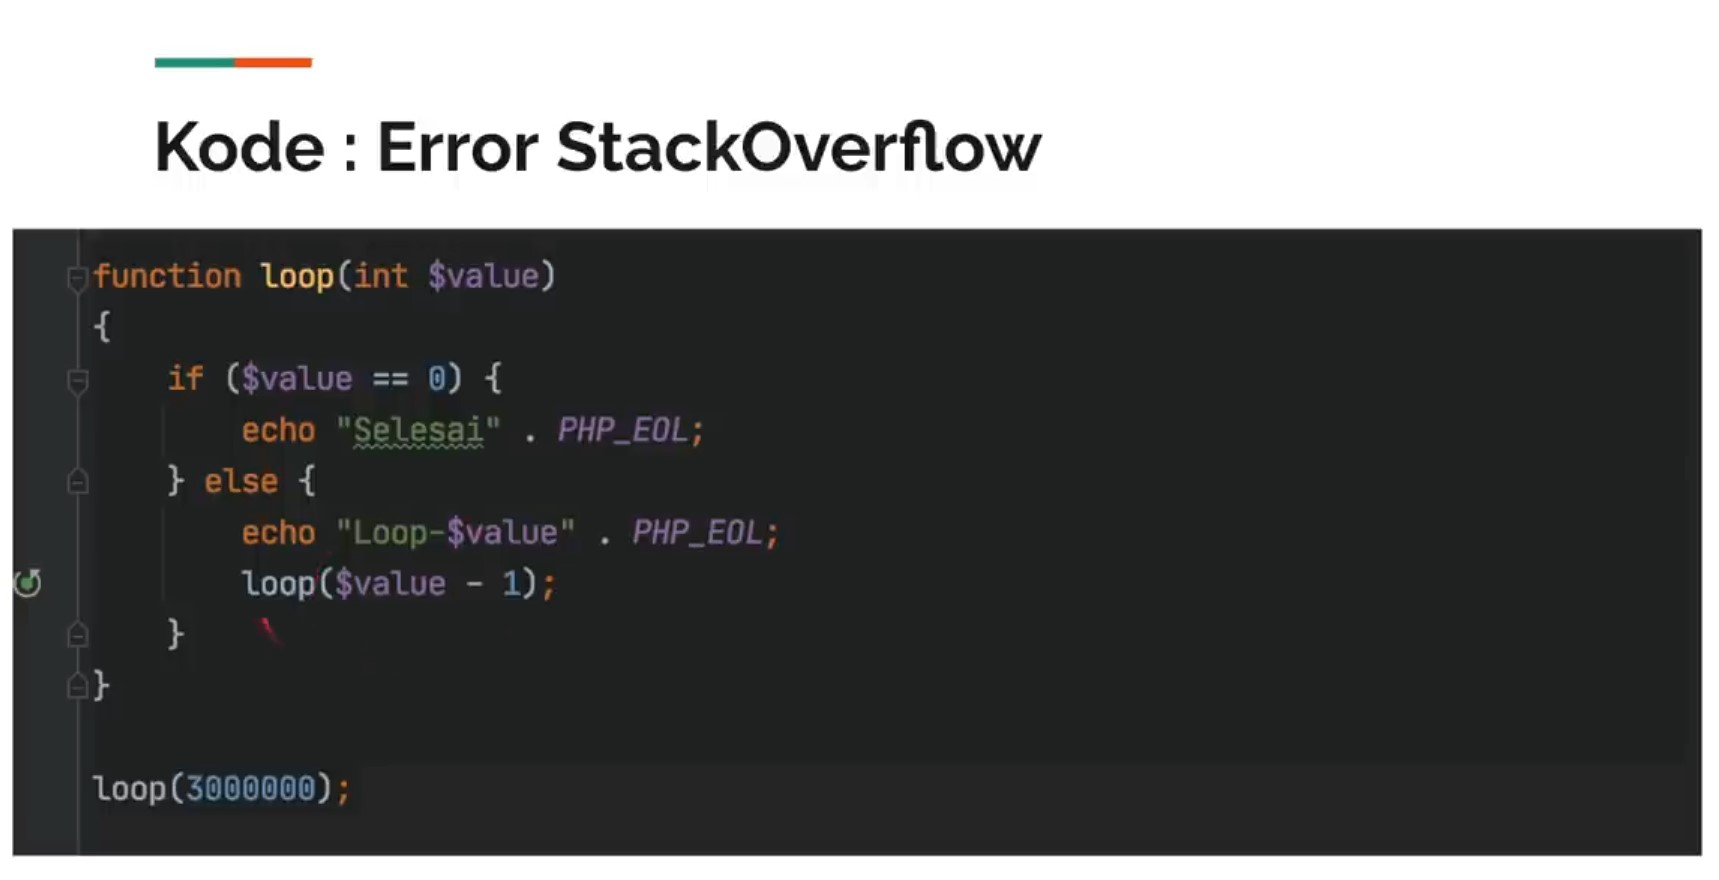 Kode : Error StackOverflow
function loop(int $value)
{
    if ($value == 0) {
        echo "Selesai" . PHP_EOL;
    } else {
        echo "Loop-$value" . PHP_EOL;
        loop($value - 1);
    }
}
loop(3000000);